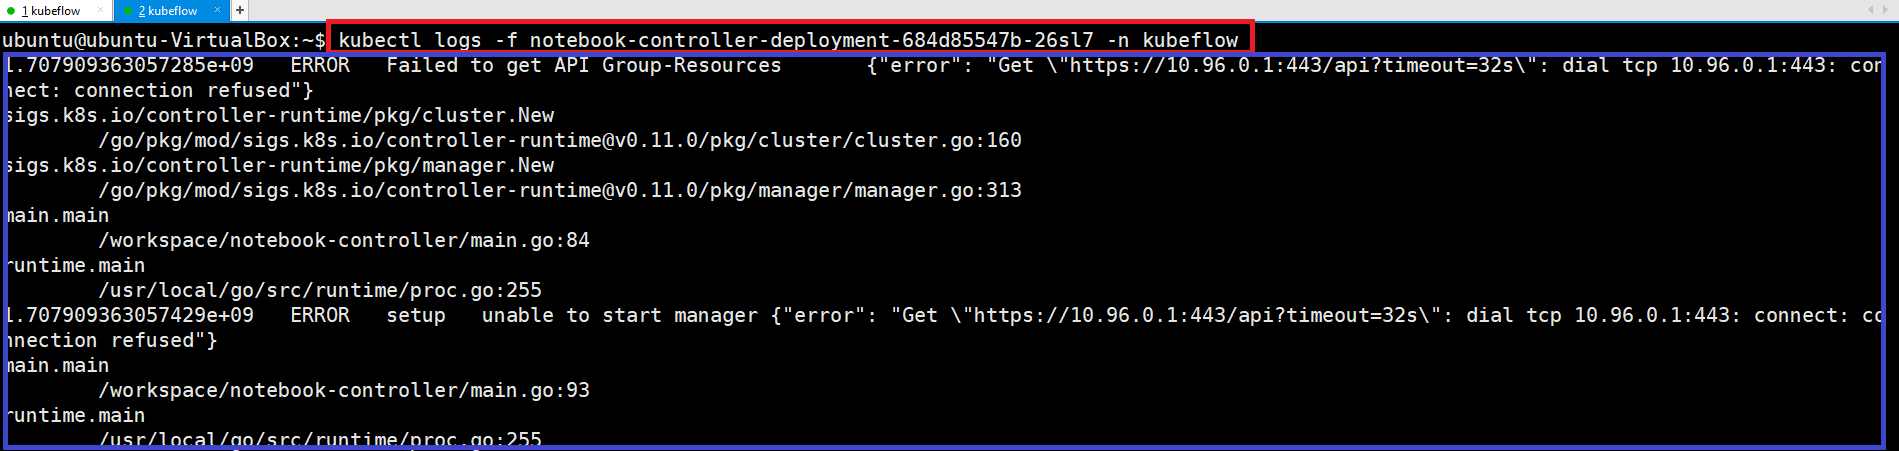 1 kubeflow × 2 kubeflow × +
ubuntu@ubuntu-VirtualBox:~$ kubectl logs -f notebook-controller-deployment-684d85547b-26sl7 -n kubeflow
1.707909363057285e+09   ERROR   Failed to get API Group-Resources       {"error": "Get \"https://10.96.0.1:443/api?timeout=32s\": dial tcp 10.96.0.1:443: con
nect: connection refused"}
sigs.k8s.io/controller-runtime/pkg/cluster.New
        /go/pkg/mod/sigs.k8s.io/controller-runtime@v0.11.0/pkg/cluster/cluster.go:160
sigs.k8s.io/controller-runtime/pkg/manager.New
        /go/pkg/mod/sigs.k8s.io/controller-runtime@v0.11.0/pkg/manager/manager.go:313
main.main
        /workspace/notebook-controller/main.go:84
runtime.main
        /usr/local/go/src/runtime/proc.go:255
1.707909363057429e+09   ERROR   setup   unable to start manager {"error": "Get \"https://10.96.0.1:443/api?timeout=32s\": dial tcp 10.96.0.1:443: connect: co
nnection refused"}
main.main
        /workspace/notebook-controller/main.go:93
runtime.main
        /usr/local/go/src/runtime/proc.go:255